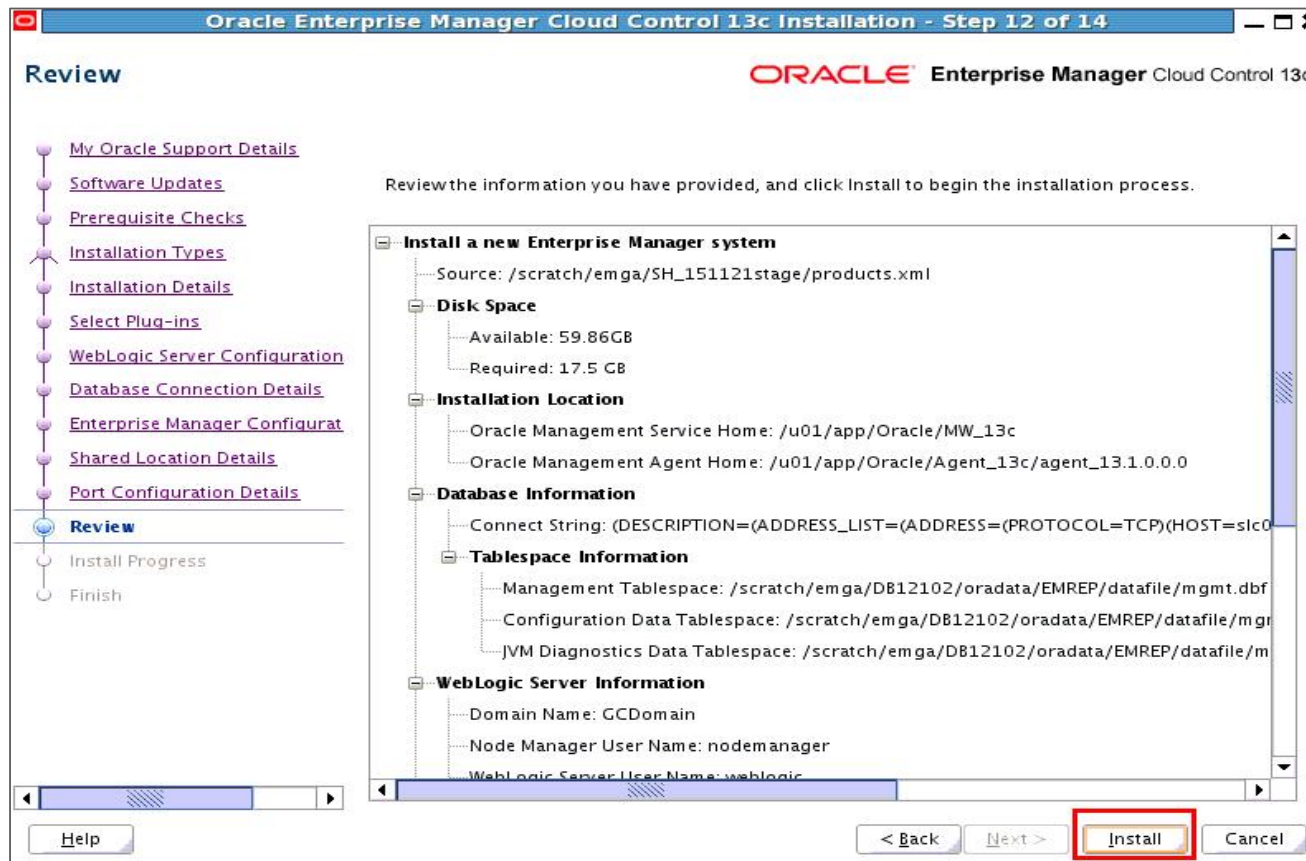 Oracle Enterprise Manager Cloud Control 13c Installation - Step 12 of 14
Review
ORACLE Enterprise Manager Cloud Control 13c
My Oracle Support Details
Software Updates
Prerequisite Checks
Installation Types
Installation Details
Select Plug-ins
WebLogic Server Configuration
Database Connection Details
Enterprise Manager Configurat
Shared Location Details
Port Configuration Details
Review
Install Progress
Finish
Review the information you have provided, and click Install to begin the installation process.
Install a new Enterprise Manager system
Source: /scratch/emga/SH_151121stage/products.xml
Disk Space
Available: 59.86GB
Required: 17.5 GB
Installation Location
Oracle Management Service Home: /u01/app/Oracle/MW_13c
Oracle Management Agent Home: /u01/app/Oracle/Agent_13c/agent_13.1.0.0.0
Database Information
Connect String: (DESCRIPTION=(ADDRESS_LIST=(ADDRESS=(PROTOCOL=TCP)(HOST=slc0
Tablespace Information
Management Tablespace: /scratch/emga/DB12102/oradata/EMREP/datafile/mgmt.dbf
Configuration Data Tablespace: /scratch/emga/DB12102/oradata/EMREP/datafile/mgr
JVM Diagnostics Data Tablespace: /scratch/emga/DB12102/oradata/EMREP/datafile/m
WebLogic Server Information
Domain Name: GCDomain
Node Manager User Name: nodemanager
WebLogic Server User Name: weblogic
Help
< Back
Next >
Install
Cancel